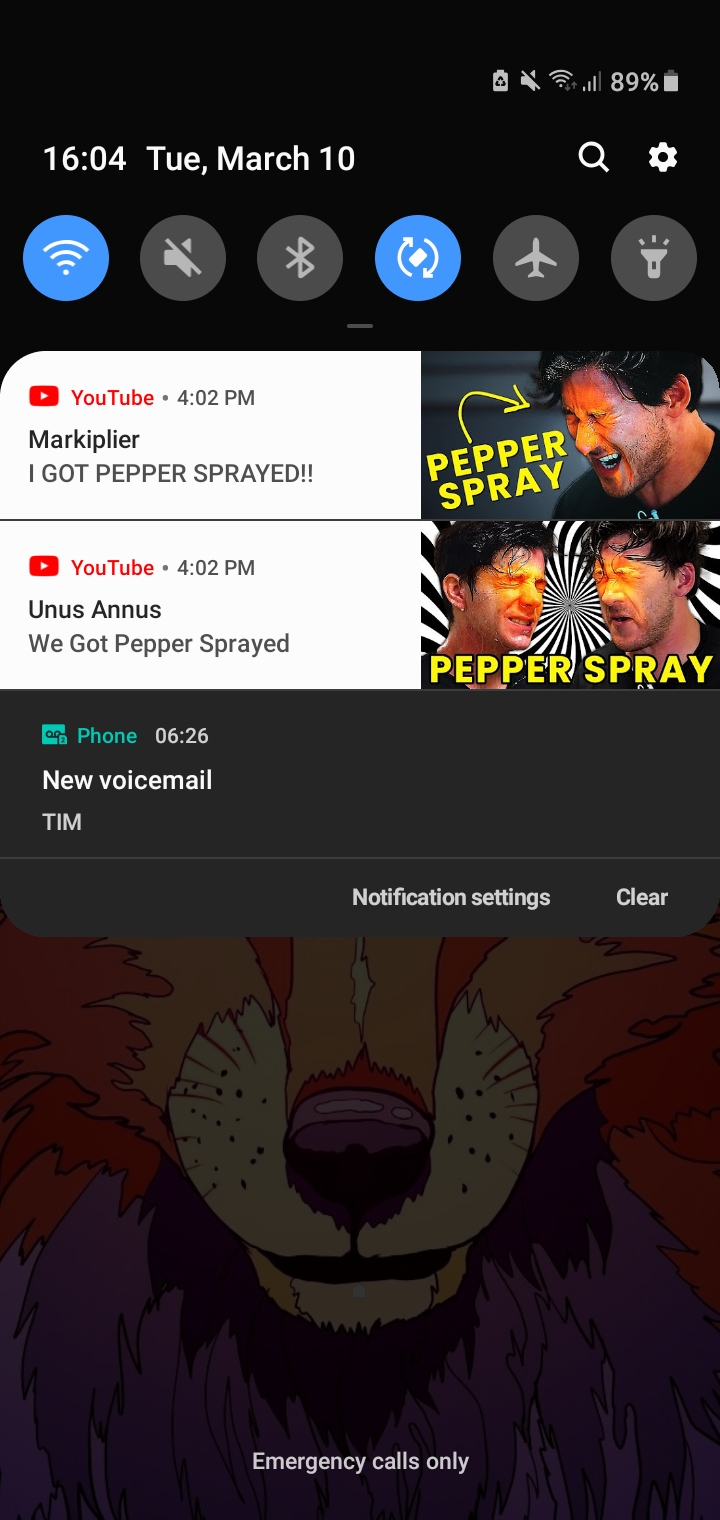 89%
16:04 Tue, March 10
YouTube • 4:02 PM
Markiplier
I GOT PEPPER SPRAYED!!
PEPPER
SPRAY
YouTube • 4:02 PM
Unus Annus
We Got Pepper Sprayed
PEPPER SPRAY
Phone 06:26
New voicemail
TIM
Notification settings Clear
Emergency calls only